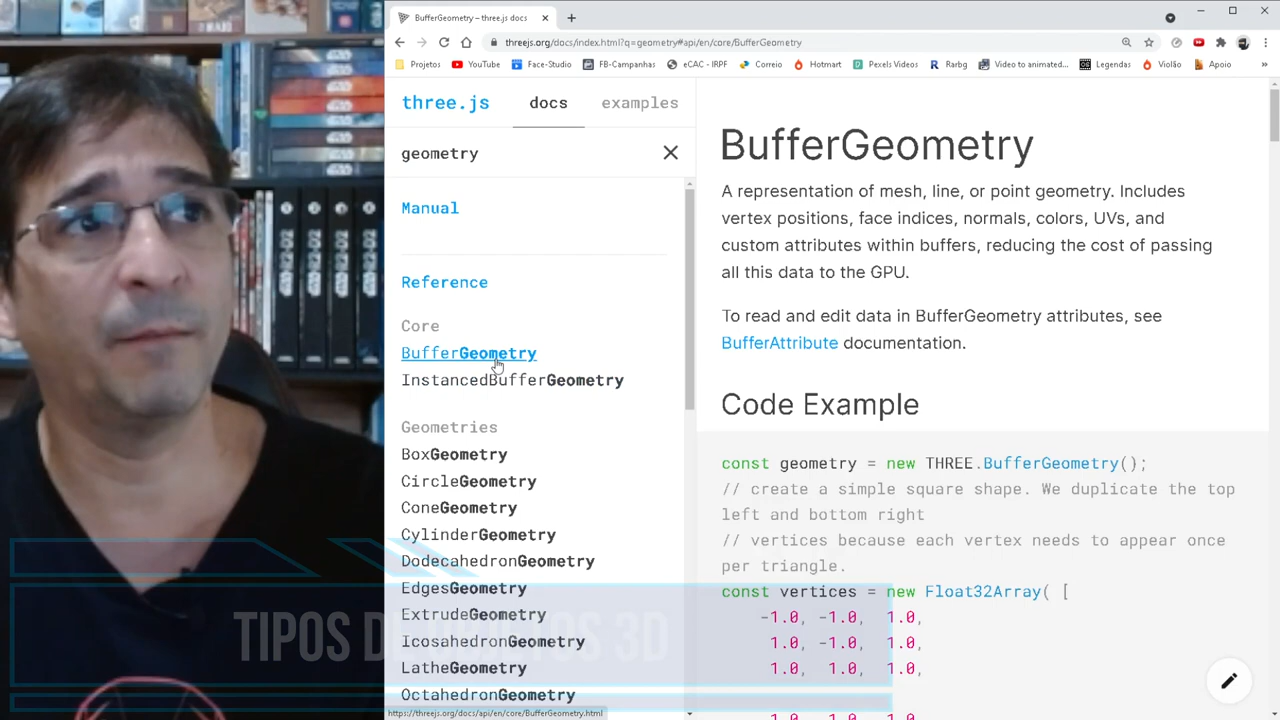 BufferGeometry – three.js docs
threejs.org/docs/index.html?q=geometry#api/en/core/BufferGeometry
Projetos YouTube Face-Studio FB-Campanhas eCAC - IRPF Correio Hotmart Pexels Videos Rarbg Video to animated... Legendas Violão Apoio
three.js docs examples
geometry
Manual
Reference
Core
BufferGeometry
InstancedBufferGeometry
Geometries
BoxGeometry
CircleGeometry
ConeGeometry
CylinderGeometry
DodecahedronGeometry
EdgesGeometry
ExtrudeGeometry
IcosahedronGeometry
LatheGeometry
OctahedronGeometry
https://threejs.org/docs/api/en/core/BufferGeometry.html
BufferGeometry
A representation of mesh, line, or point geometry. Includes
vertex positions, face indices, normals, colors, UVs, and
custom attributes within buffers, reducing the cost of passing
all this data to the GPU.
To read and edit data in BufferGeometry attributes, see
BufferAttribute documentation.
Code Example
const geometry = new THREE.BufferGeometry();
// create a simple square shape. We duplicate the top
left and bottom right
// vertices because each vertex needs to appear once
per triangle.
const vertices = new Float32Array( [
-1.0, -1.0, 1.0,
1.0, -1.0, 1.0,
1.0, 1.0, 1.0,
TIPOS DE OBJETOS 3D